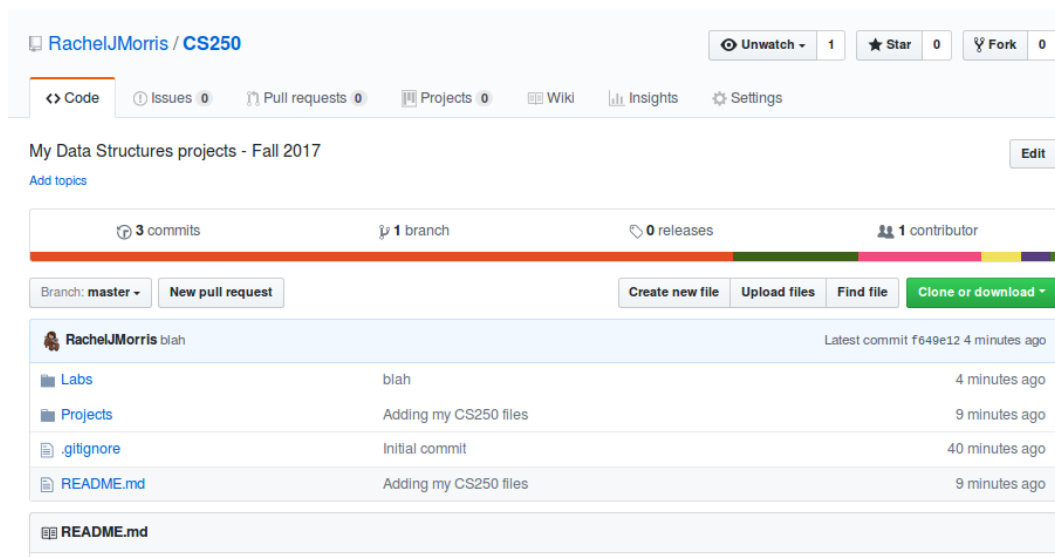 RachelJMorris / CS250
Unwatch 1 Star 0 Fork 0
Code Issues 0 Pull requests 0 Projects 0 Wiki Insights Settings
My Data Structures projects - Fall 2017 Edit
Add topics
3 commits 1 branch 0 releases 1 contributor
Branch: master New pull request Create new file Upload files Find file Clone or download
RachelJMorris blah Latest commit f649e12 4 minutes ago
Labs blah 4 minutes ago
Projects Adding my CS250 files 9 minutes ago
.gitignore Initial commit 40 minutes ago
README.md Adding my CS250 files 9 minutes ago
README.md